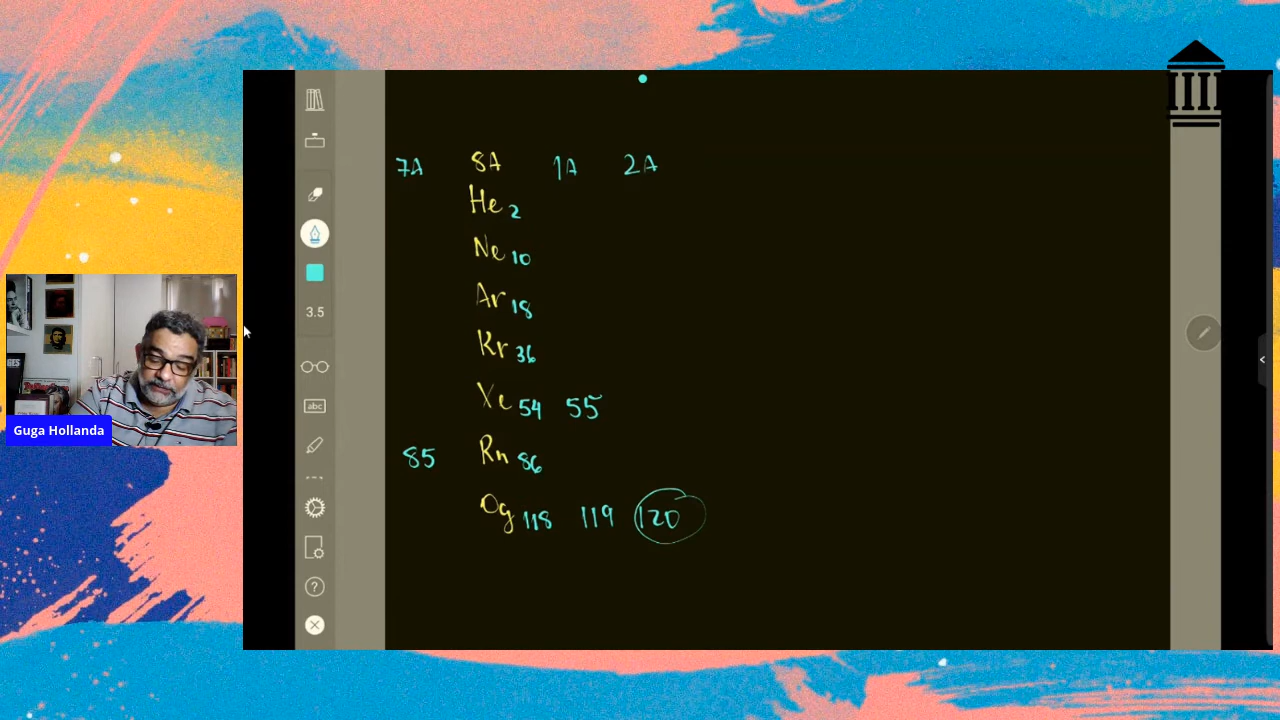 7A 8A 1A 2A
He 2
Ne 10
Ar 18
Kr 36
3.5
Xe 54 55
abc
Guga Hollanda
85 Rn 86
Og 118 119 120
?